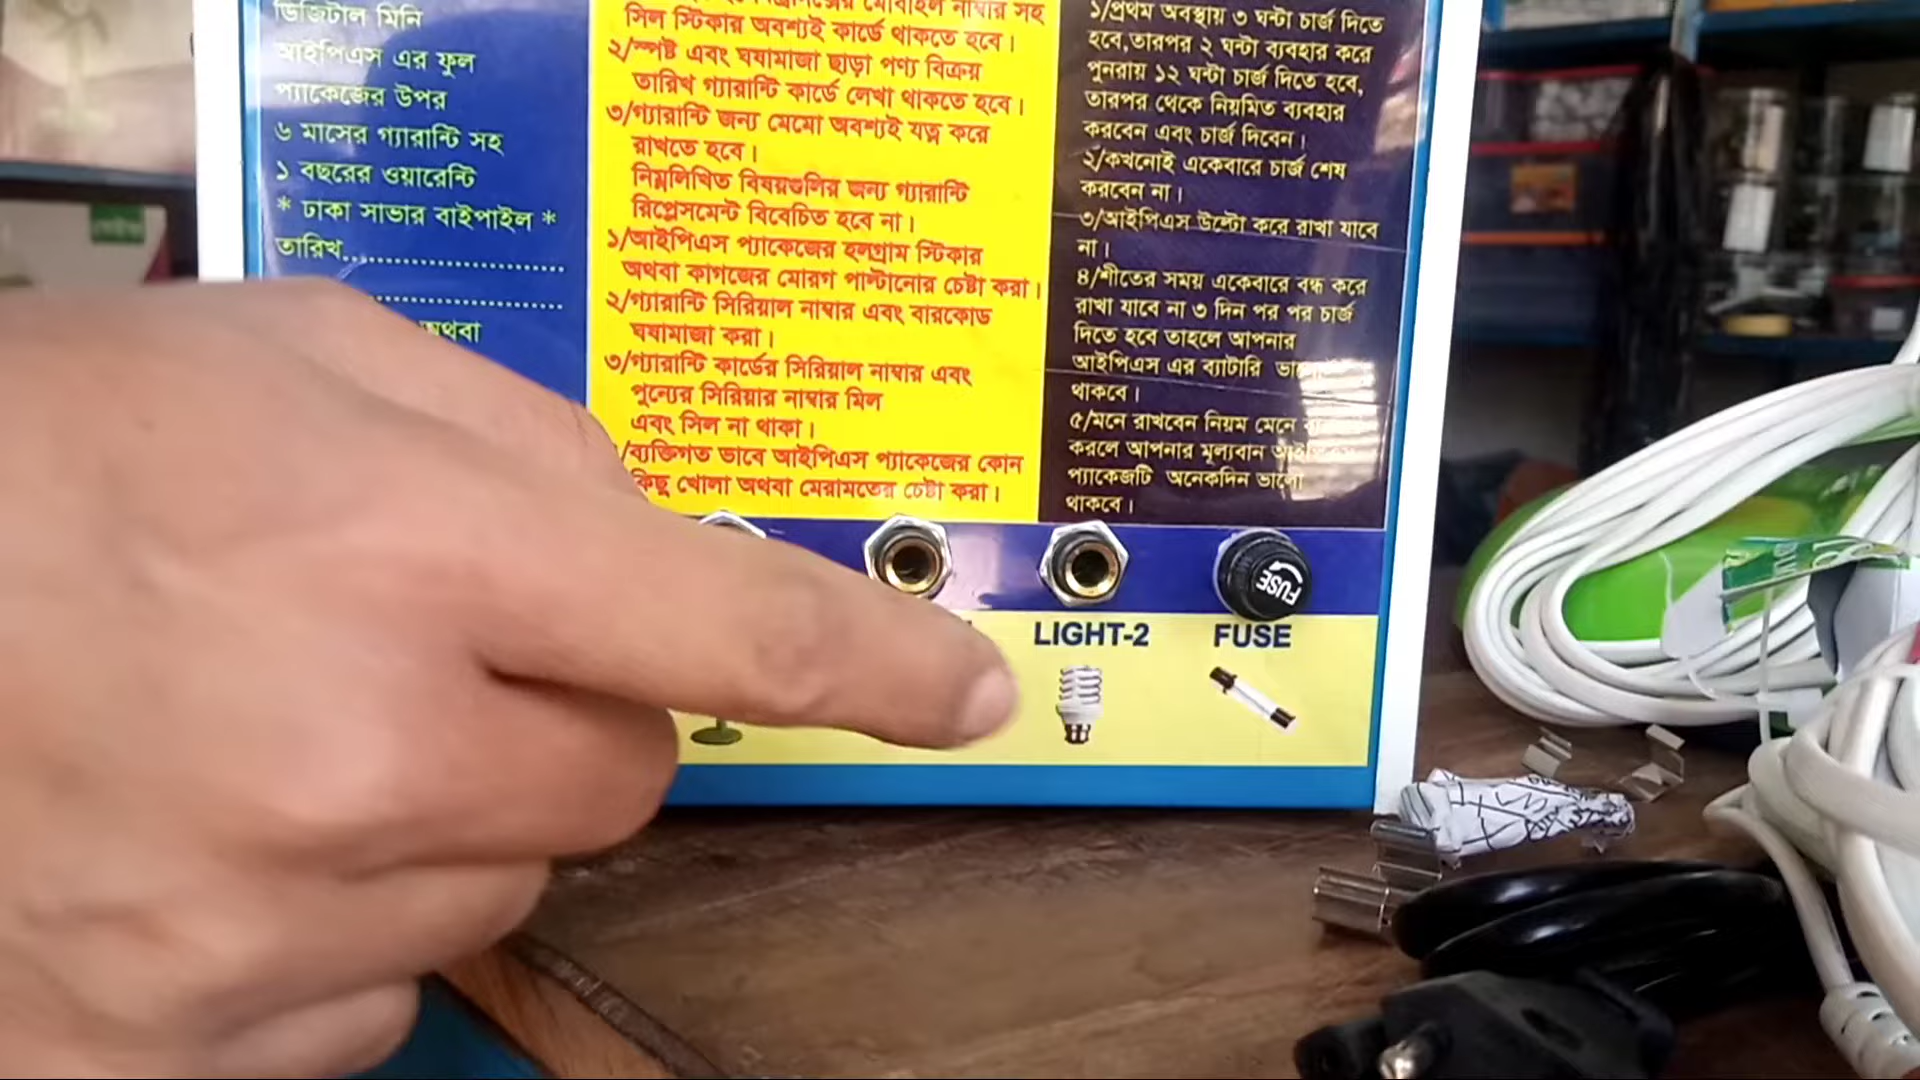 ডিজিটাল মিনি
আইপিএস এর ফুল
প্যাকেজের উপর
৬ মাসের গ্যারান্টি সহ
১ বছরের ওয়ারেন্টি
* ঢাকা সাভার বাইপাইল *
তারিখ..........................
অথবা
মোবাইল নাম্বার সহ
সিল স্টিকার অবশ্যই কার্ডে থাকতে হবে।
২/স্পষ্ট এবং ঘষামাজা ছাড়া পণ্য বিক্রয়
তারিখ গ্যারান্টি কার্ডে লেখা থাকতে হবে।
৩/গ্যারান্টি জন্য মেমো অবশ্যই যত্ন করে
রাখতে হবে।
নিম্নলিখিত বিষয়গুলির জন্য গ্যারান্টি
রিপ্লেসমেন্ট বিবেচিত হবে না।
১/আইপিএস প্যাকেজের হলগ্রাম স্টিকার
অথবা কাগজের মোরগ পাল্টানোর চেষ্টা করা।
২/গ্যারান্টি সিরিয়াল নাম্বার এবং বারকোড
ঘষামাজা করা।
৩/গ্যারান্টি কার্ডের সিরিয়াল নাম্বার এবং
পুন্যের সিরিয়ার নাম্বার মিল
এবং সিল না থাকা।
/ব্যক্তিগত ভাবে আইপিএস প্যাকেজের কোন
কিছু খোলা অথবা মেরামতের চেষ্টা করা।
১/প্রথম অবস্থায় ৩ ঘন্টা চার্জ দিতে
হবে,তারপর ২ ঘন্টা ব্যবহার করে
পুনরায় ১২ ঘন্টা চার্জ দিতে হবে,
তারপর থেকে নিয়মিত ব্যবহার
করবেন এবং চার্জ দিবেন।
২/কখনোই একেবারে চার্জ শেষ
করবেন না।
৩/আইপিএস উল্টো করে রাখা যাবে
না।
৪/শীতের সময় একেবারে বন্ধ করে
রাখা যাবে না ৩ দিন পর পর চার্জ
দিতে হবে তাহলে আপনার
আইপিএস এর ব্যাটারি
থাকবে।
৫/মনে রাখবেন নিয়ম মেনে
করলে আপনার মূল্যবান
প্যাকেজটি অনেকদিন ভালো
থাকবে।
FUSE
LIGHT-2 FUSE